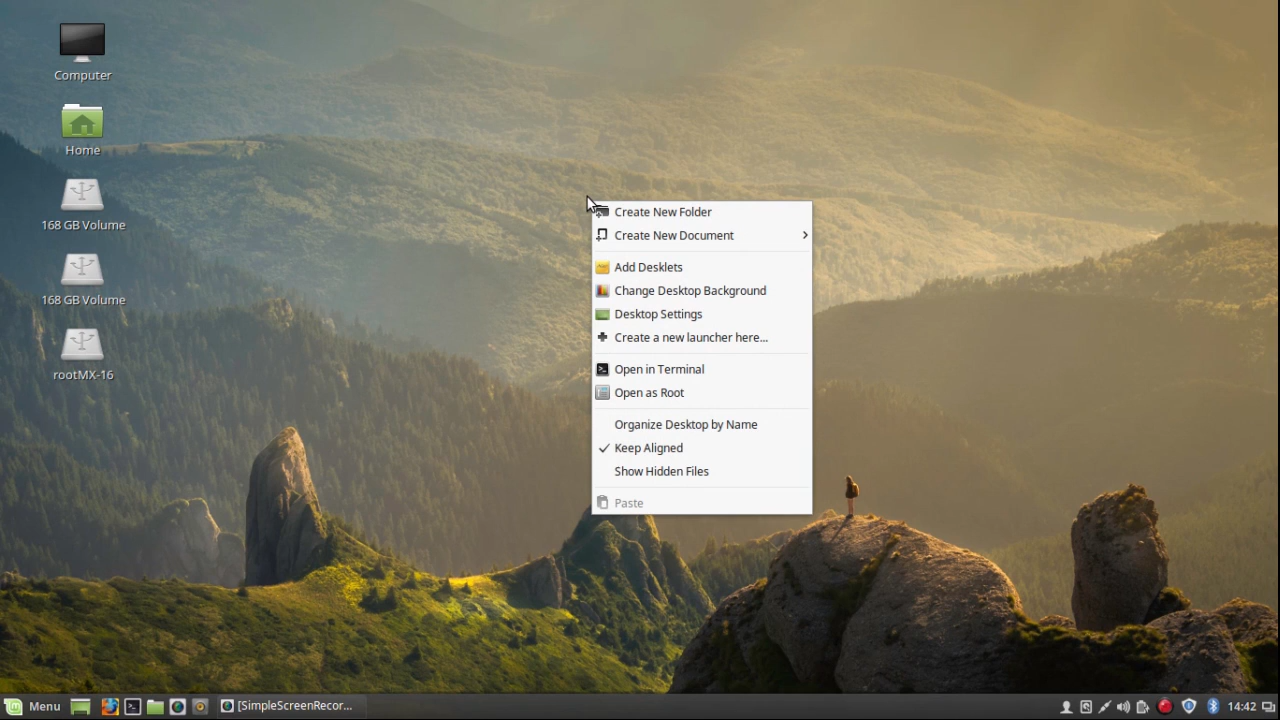 Computer
Home
168 GB Volume
168 GB Volume
rootMX-16
Create New Folder
Create New Document
Add Desklets
Change Desktop Background
Desktop Settings
Create a new launcher here...
Open in Terminal
Open as Root
Organize Desktop by Name
Keep Aligned
Show Hidden Files
Paste
Menu
[SimpleScreenRecor...
14:42